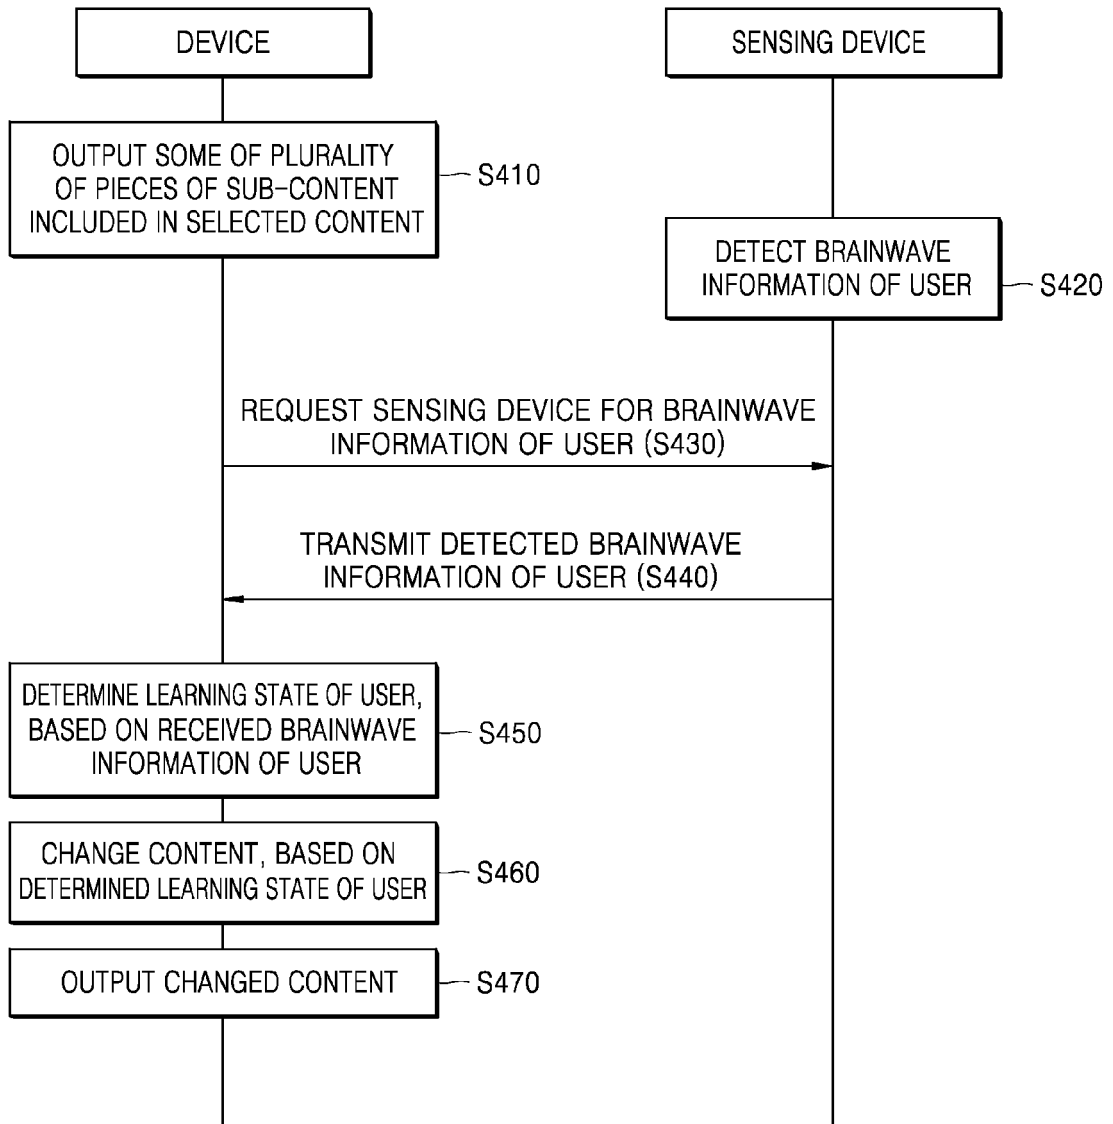 DEVICE
SENSING DEVICE
OUTPUT SOME OF PLURALITY
OF PIECES OF SUB-CONTENT
INCLUDED IN SELECTED CONTENT
S410
DETECT BRAINWAVE
INFORMATION OF USER
S420
REQUEST SENSING DEVICE FOR BRAINWAVE
INFORMATION OF USER (S430)
TRANSMIT DETECTED BRAINWAVE
INFORMATION OF USER (S440)
DETERMINE LEARNING STATE OF USER,
BASED ON RECEIVED BRAINWAVE
INFORMATION OF USER
S450
CHANGE CONTENT, BASED ON
DETERMINED LEARNING STATE OF USER
S460
OUTPUT CHANGED CONTENT
S470